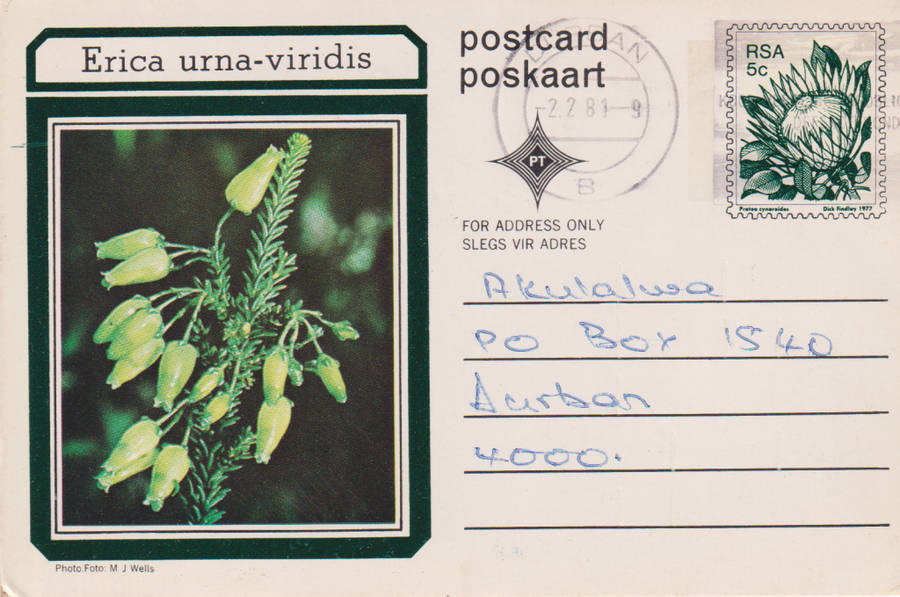 Erica urna-viridis
Photo.Foto: M J Wells
postcard
poskaart
2.2.81-9
B
PT
RSA
5c
Protea cynaroides Dick Findlay 1977
FOR ADDRESS ONLY
SLEGS VIR ADRES
Akulalwa
PO Box 1540
Durban
4000.